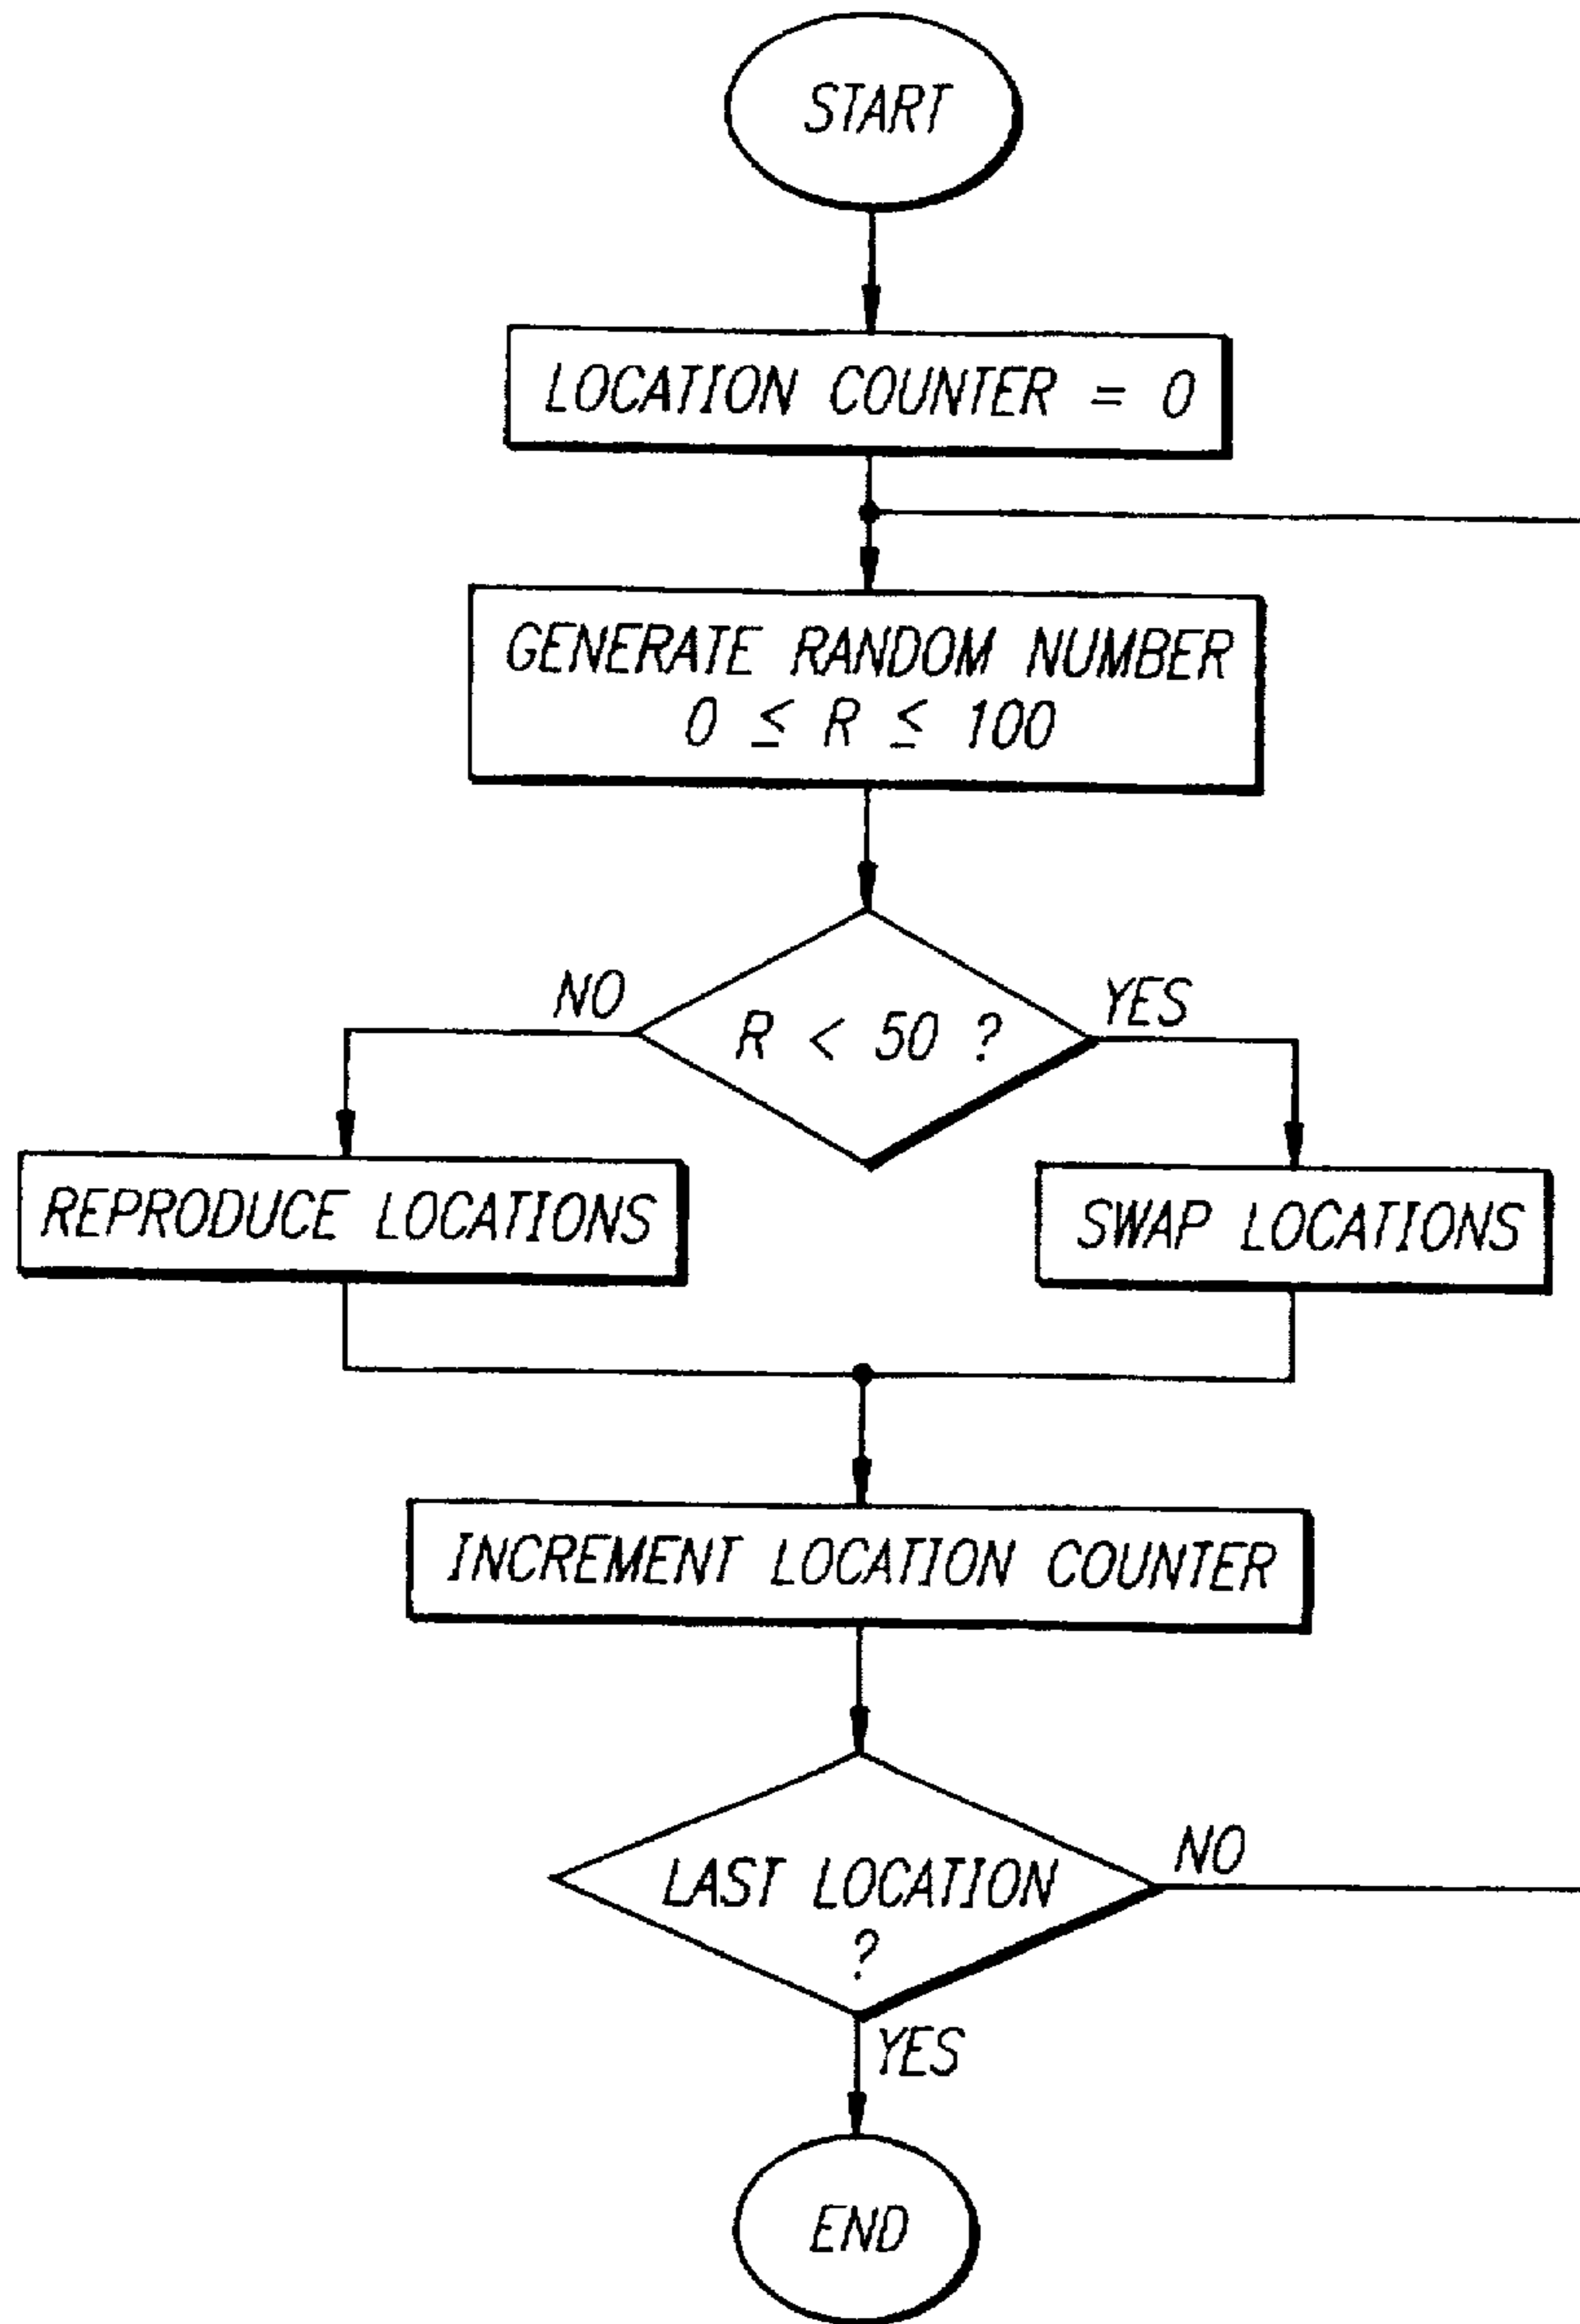 START
LOCATION COUNTER = 0
GENERATE RANDOM NUMBER
0 ≤ R ≤ 100
NO
YES
R < 50 ?
REPRODUCE LOCATIONS
SWAP LOCATIONS
INCREMENT LOCATION COUNTER
NO
LAST LOCATION
?
YES
END